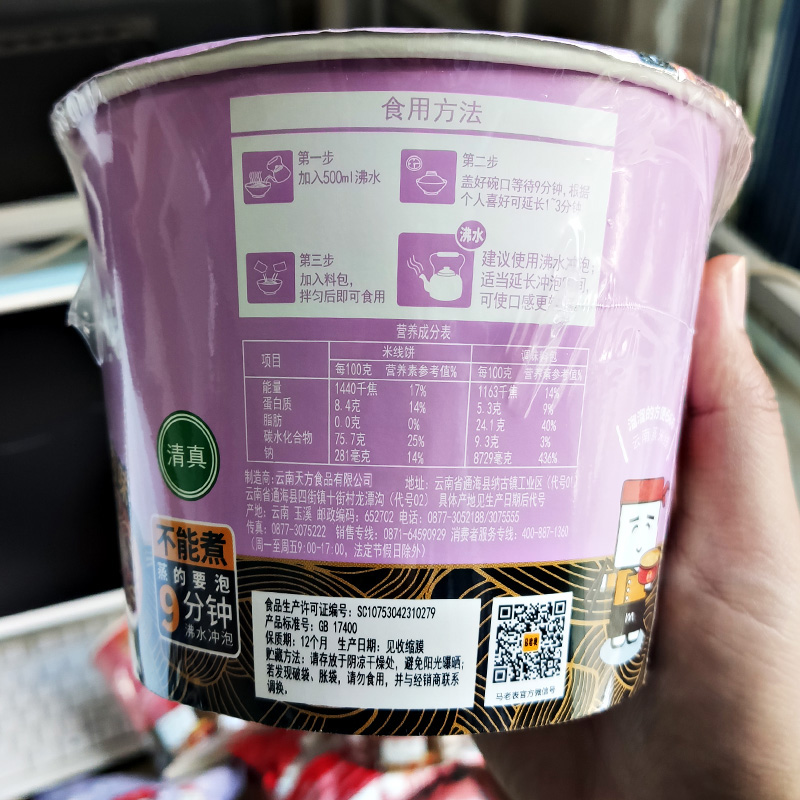 食用方法
第一步
加入500ml沸水
第二步
盖好碗口等待9分钟,根据
个人喜好可延长1~3分钟
第三步
加入料包,
拌匀后即可食用
沸水
建议使用沸水冲泡;
适当延长冲泡时间,
可使口感更
营养成分表
项目 米线饼 调味料包
每100克 营养素参考值% 每100克 营养素参考值%
能量 1440千焦 17% 1163千焦 14%
蛋白质 8.4克 14% 5.3克 9%
脂肪 0.0克 0% 24.1克 40%
碳水化合物 75.7克 25% 9.3克 3%
钠 281毫克 14% 8729毫克 436%
清真
制造商:云南天方食品有限公司 地址:云南省通海县纳古镇工业区(代号01)
云南省通海县四街镇十街村龙潭沟(代号02) 具体产地见生产日期后代号
产地:云南 玉溪 邮政编码:652702 电话:0877-3052188/3075555
传真:0877-3075222 销售专线:0871-64590929 消费者服务专线:400-887-1360
(周一至周五9:00-17:00,法定节假日除外)
不能煮
蒸的要泡
9分钟
沸水冲泡
食品生产许可证编号:SC10753042310279
产品标准号:GB 17400
保质期:12个月 生产日期:见收缩膜
贮藏方法:请存放于阴凉干燥处,避免阳光曝晒;
若发现破袋、胀袋,请勿食用,并与经销商联系
调换。
马老表官方微信号